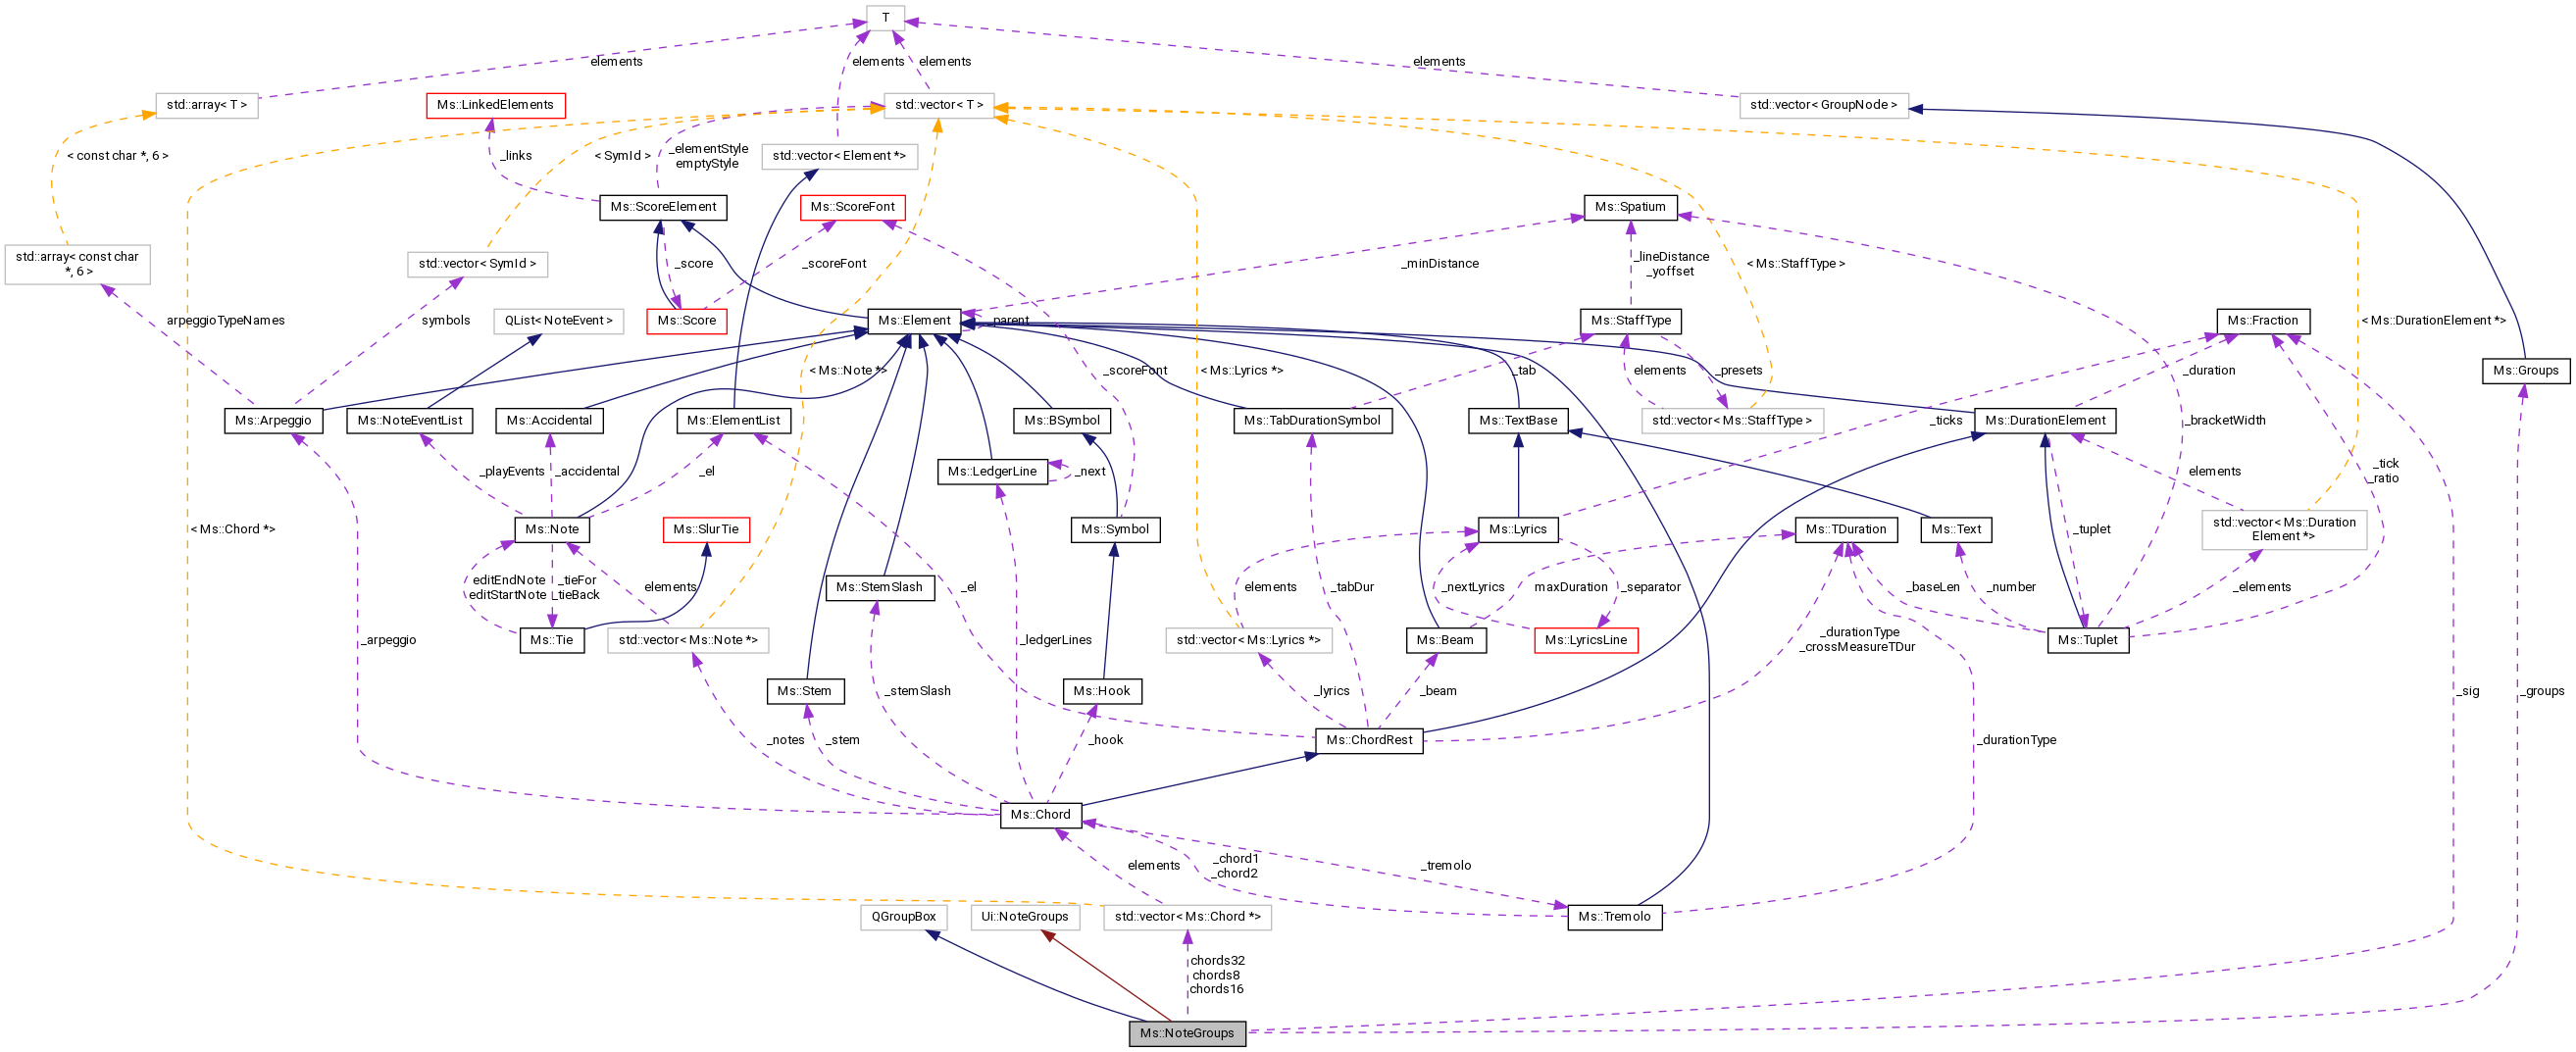 T
elements
elements
elements
elements
std::array< T >
Ms::LinkedElements
std::vector< T >
std::vector< GroupNode >
< const char *, 6 >
_links
_elementStyle
emptyStyle
< SymId >
std::vector< Element *>
Ms::ScoreElement
Ms::ScoreFont
Ms::Spatium
std::array< const char
*, 6 >
std::vector< SymId >
_score
_scoreFont
_minDistance
_lineDistance
_yoffset
< Ms::StaffType >
arpeggioTypeNames
symbols
QList< NoteEvent >
Ms::Score
Ms::Element
_parent
Ms::StaffType
Ms::Fraction
< Ms::DurationElement *>
< Ms::Note *>
_scoreFont
< Ms::Lyrics *>
_tab
elements
_presets
_duration
Ms::Groups
Ms::Arpeggio
Ms::NoteEventList
Ms::Accidental
Ms::ElementList
Ms::BSymbol
Ms::TabDurationSymbol
Ms::TextBase
std::vector< Ms::StaffType >
Ms::DurationElement
_ticks
_bracketWidth
_playEvents
_accidental
_el
Ms::LedgerLine
_next
elements
_tick
_ratio
< Ms::Chord *>
Ms::Note
Ms::SlurTie
Ms::Symbol
Ms::Lyrics
Ms::TDuration
Ms::Text
_tuplet
std::vector< Ms::Duration
Element *>
editEndNote
editStartNote
_tieFor
_tieBack
elements
Ms::StemSlash
_el
elements
_tabDur
_nextLyrics
maxDuration
_separator
_baseLen
_number
_elements
_arpeggio
Ms::Tie
std::vector< Ms::Note *>
_ledgerLines
std::vector< Ms::Lyrics *>
Ms::Beam
Ms::LyricsLine
_durationType
_crossMeasureTDur
Ms::Tuplet
Ms::Stem
_stemSlash
Ms::Hook
_lyrics
_beam
_sig
_groups
_notes
_stem
_hook
Ms::ChordRest
_durationType
Ms::Chord
elements
_chord1
_chord2
_tremolo
QGroupBox
Ui::NoteGroups
std::vector< Ms::Chord *>
Ms::Tremolo
chords32
chords8
chords16
Ms::NoteGroups